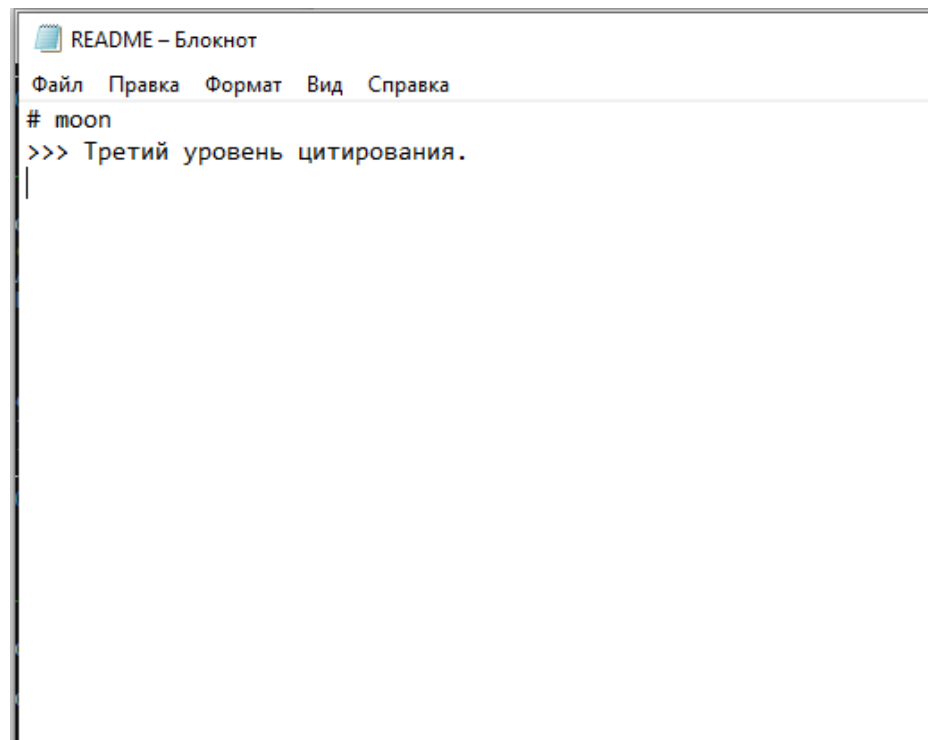 README – Блокнот
Файл Правка Формат Вид Справка
# moon
>>> Третий уровень цитирования.